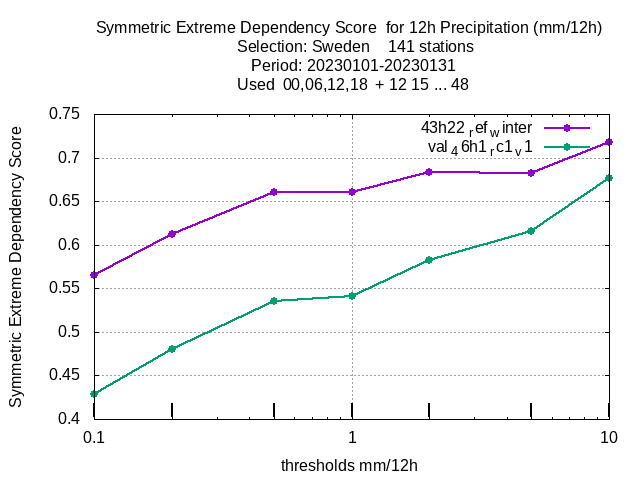 Symmetric Extreme Dependency Score  for 12h Precipitation (mm/12h)
Selection: Sweden    141 stations
Period: 20230101-20230131
Used  00,06,12,18  + 12 15 ... 48
43h22_ref_winter
val_46h1_rc1_v1
Symmetric Extreme Dependency Score
0.75
0.7
0.65
0.6
0.55
0.5
0.45
0.4
0.1 1 10
thresholds mm/12h